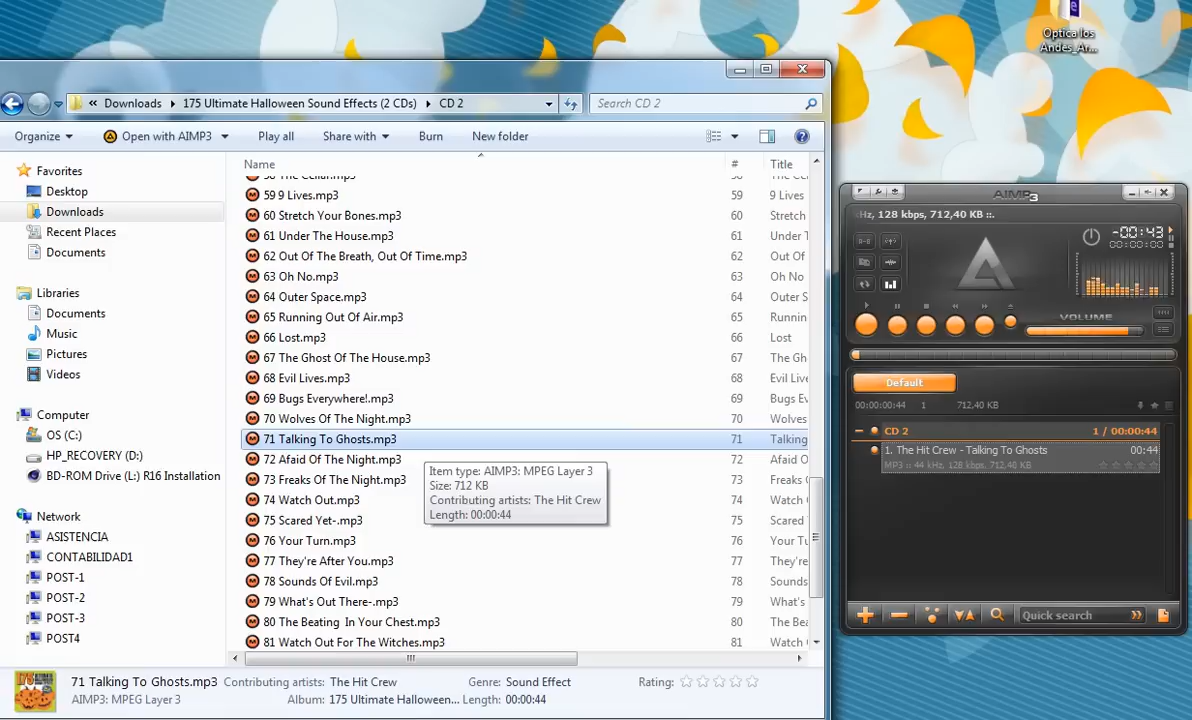 Optica los
Andes_Ar...
Downloads
175 Ultimate Halloween Sound Effects (2 CDs)
CD 2
Search CD 2
Organize
Open with AIMP3
Play all
Share with
Burn
New folder
Name
#
Title
Favorites
Desktop
Downloads
Recent Places
Documents
Libraries
Documents
Music
Pictures
Videos
Computer
OS (C:)
HP_RECOVERY (D:)
BD-ROM Drive (L:) R16 Installation
Network
ASISTENCIA
CONTABILIDAD1
POST-1
POST-2
POST-3
POST4
59 9 Lives.mp3 59 9 Lives
60 Stretch Your Bones.mp3 60 Stretch
61 Under The House.mp3 61 Under T
62 Out Of The Breath, Out Of Time.mp3 62 Out Of
63 Oh No.mp3 63 Oh No
64 Outer Space.mp3 64 Outer S
65 Running Out Of Air.mp3 65 Runnin
66 Lost.mp3 66 Lost
67 The Ghost Of The House.mp3 67 The Gh
68 Evil Lives.mp3 68 Evil Live
69 Bugs Everywhere!.mp3 69 Bugs Ev
70 Wolves Of The Night.mp3 70 Wolves
71 Talking To Ghosts.mp3 71 Talking
72 Afaid Of The Night.mp3 72 Afaid O
73 Freaks Of The Night.mp3 73 Freaks
74 Watch Out.mp3 74 Watch
75 Scared Yet-.mp3 75 Scared
76 Your Turn.mp3 76 Your Tu
77 They're After You.mp3 77 They're
78 Sounds Of Evil.mp3 78 Sounds
79 What's Out There-.mp3 79 What's
80 The Beating In Your Chest.mp3 80 The Be
81 Watch Out For The Witches.mp3 81 Watch
Item type: AIMP3: MPEG Layer 3
Size: 712 KB
Contributing artists: The Hit Crew
Length: 00:00:44
71 Talking To Ghosts.mp3
AIMP3: MPEG Layer 3
Contributing artists: The Hit Crew
Album: 175 Ultimate Halloween...
Genre: Sound Effect
Length: 00:00:44
Rating:
AIMP3
Hz, 128 kbps, 712,40 KB ::.
-00:43
00:00:00
VOLUME
Default
00:00:00:44 1 712,40 KB
CD 2 1 / 00:00:44
1. The Hit Crew - Talking To Ghosts 00:44
MP3 :: 44 kHz, 128 kbps, 712,40 KB
Quick search